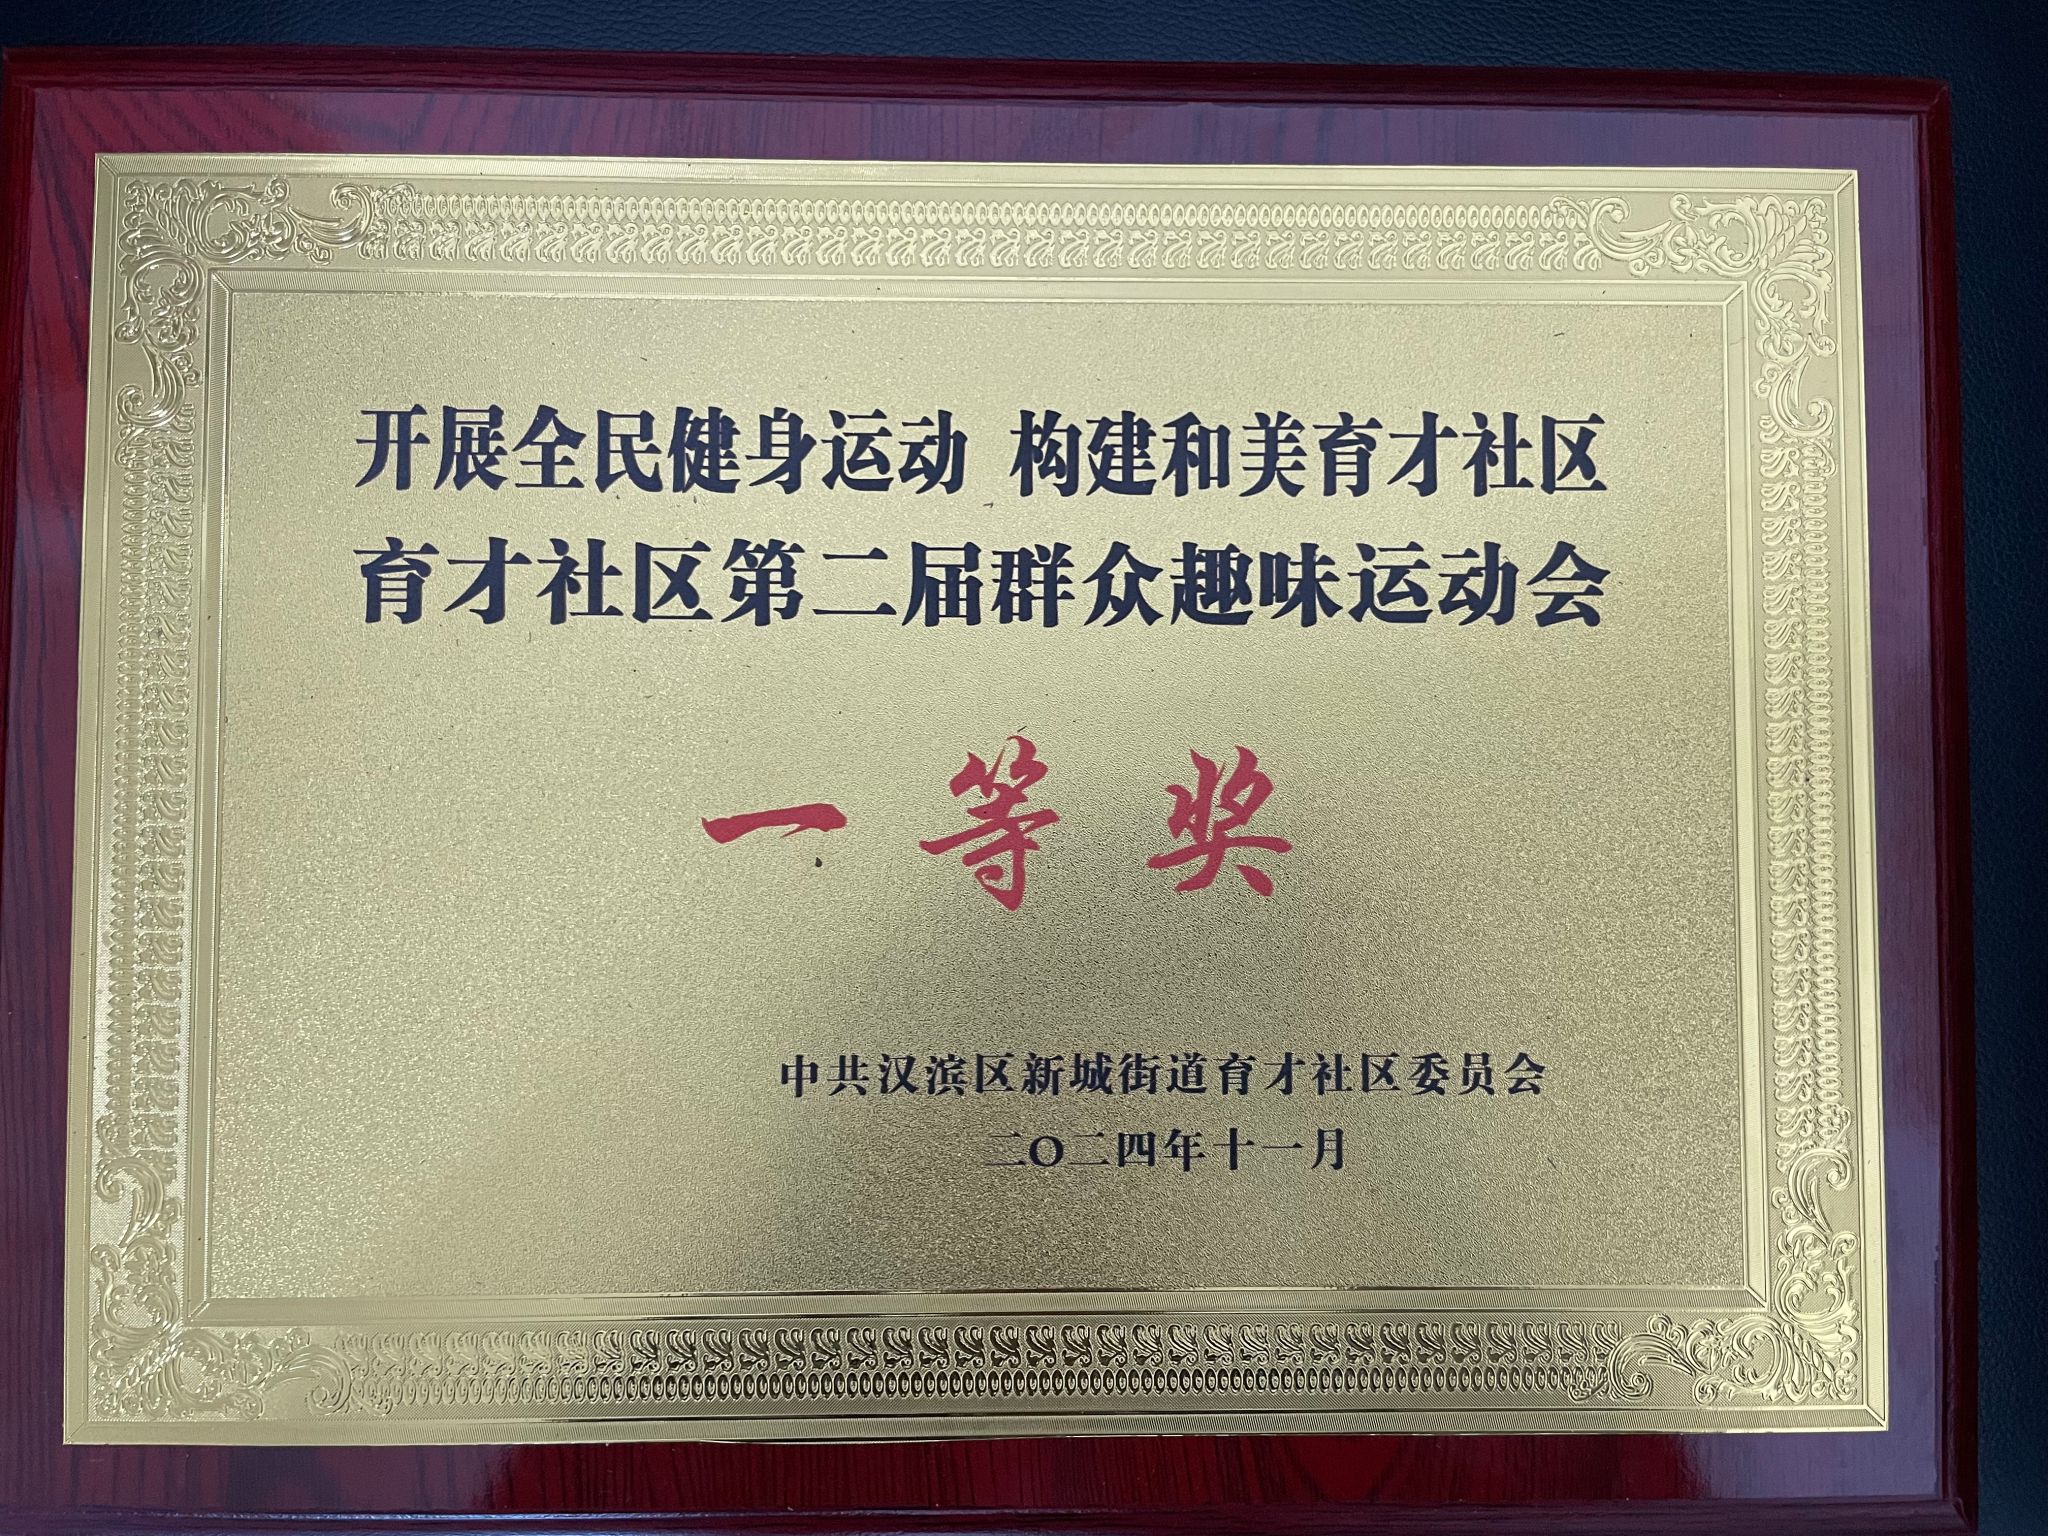 开展全民健身运动 构建和美育才社区
育才社区第二届群众趣味运动会
一等奖
中共汉滨区新城街道育才社区委员会
二〇二四年十一月